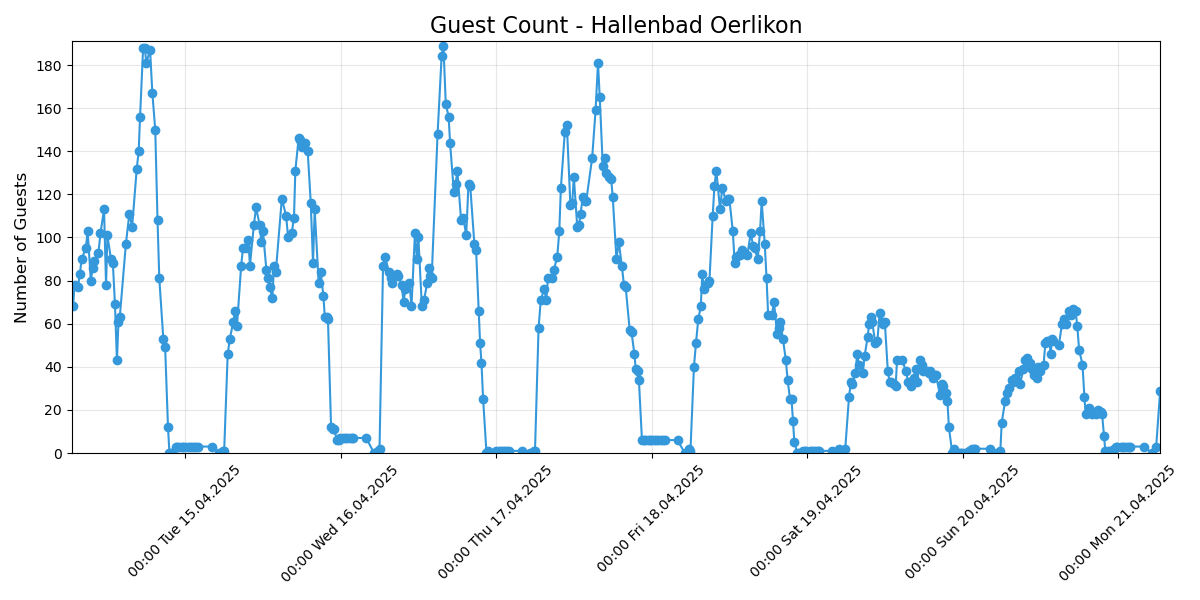 Guest Count - Hallenbad Oerlikon
Number of Guests
180
160
140
120
100
80
60
40
20
0
00:00 Tue 15.04.2025
00:00 Wed 16.04.2025
00:00 Thu 17.04.2025
00:00 Fri 18.04.2025
00:00 Sat 19.04.2025
00:00 Sun 20.04.2025
00:00 Mon 21.04.2025